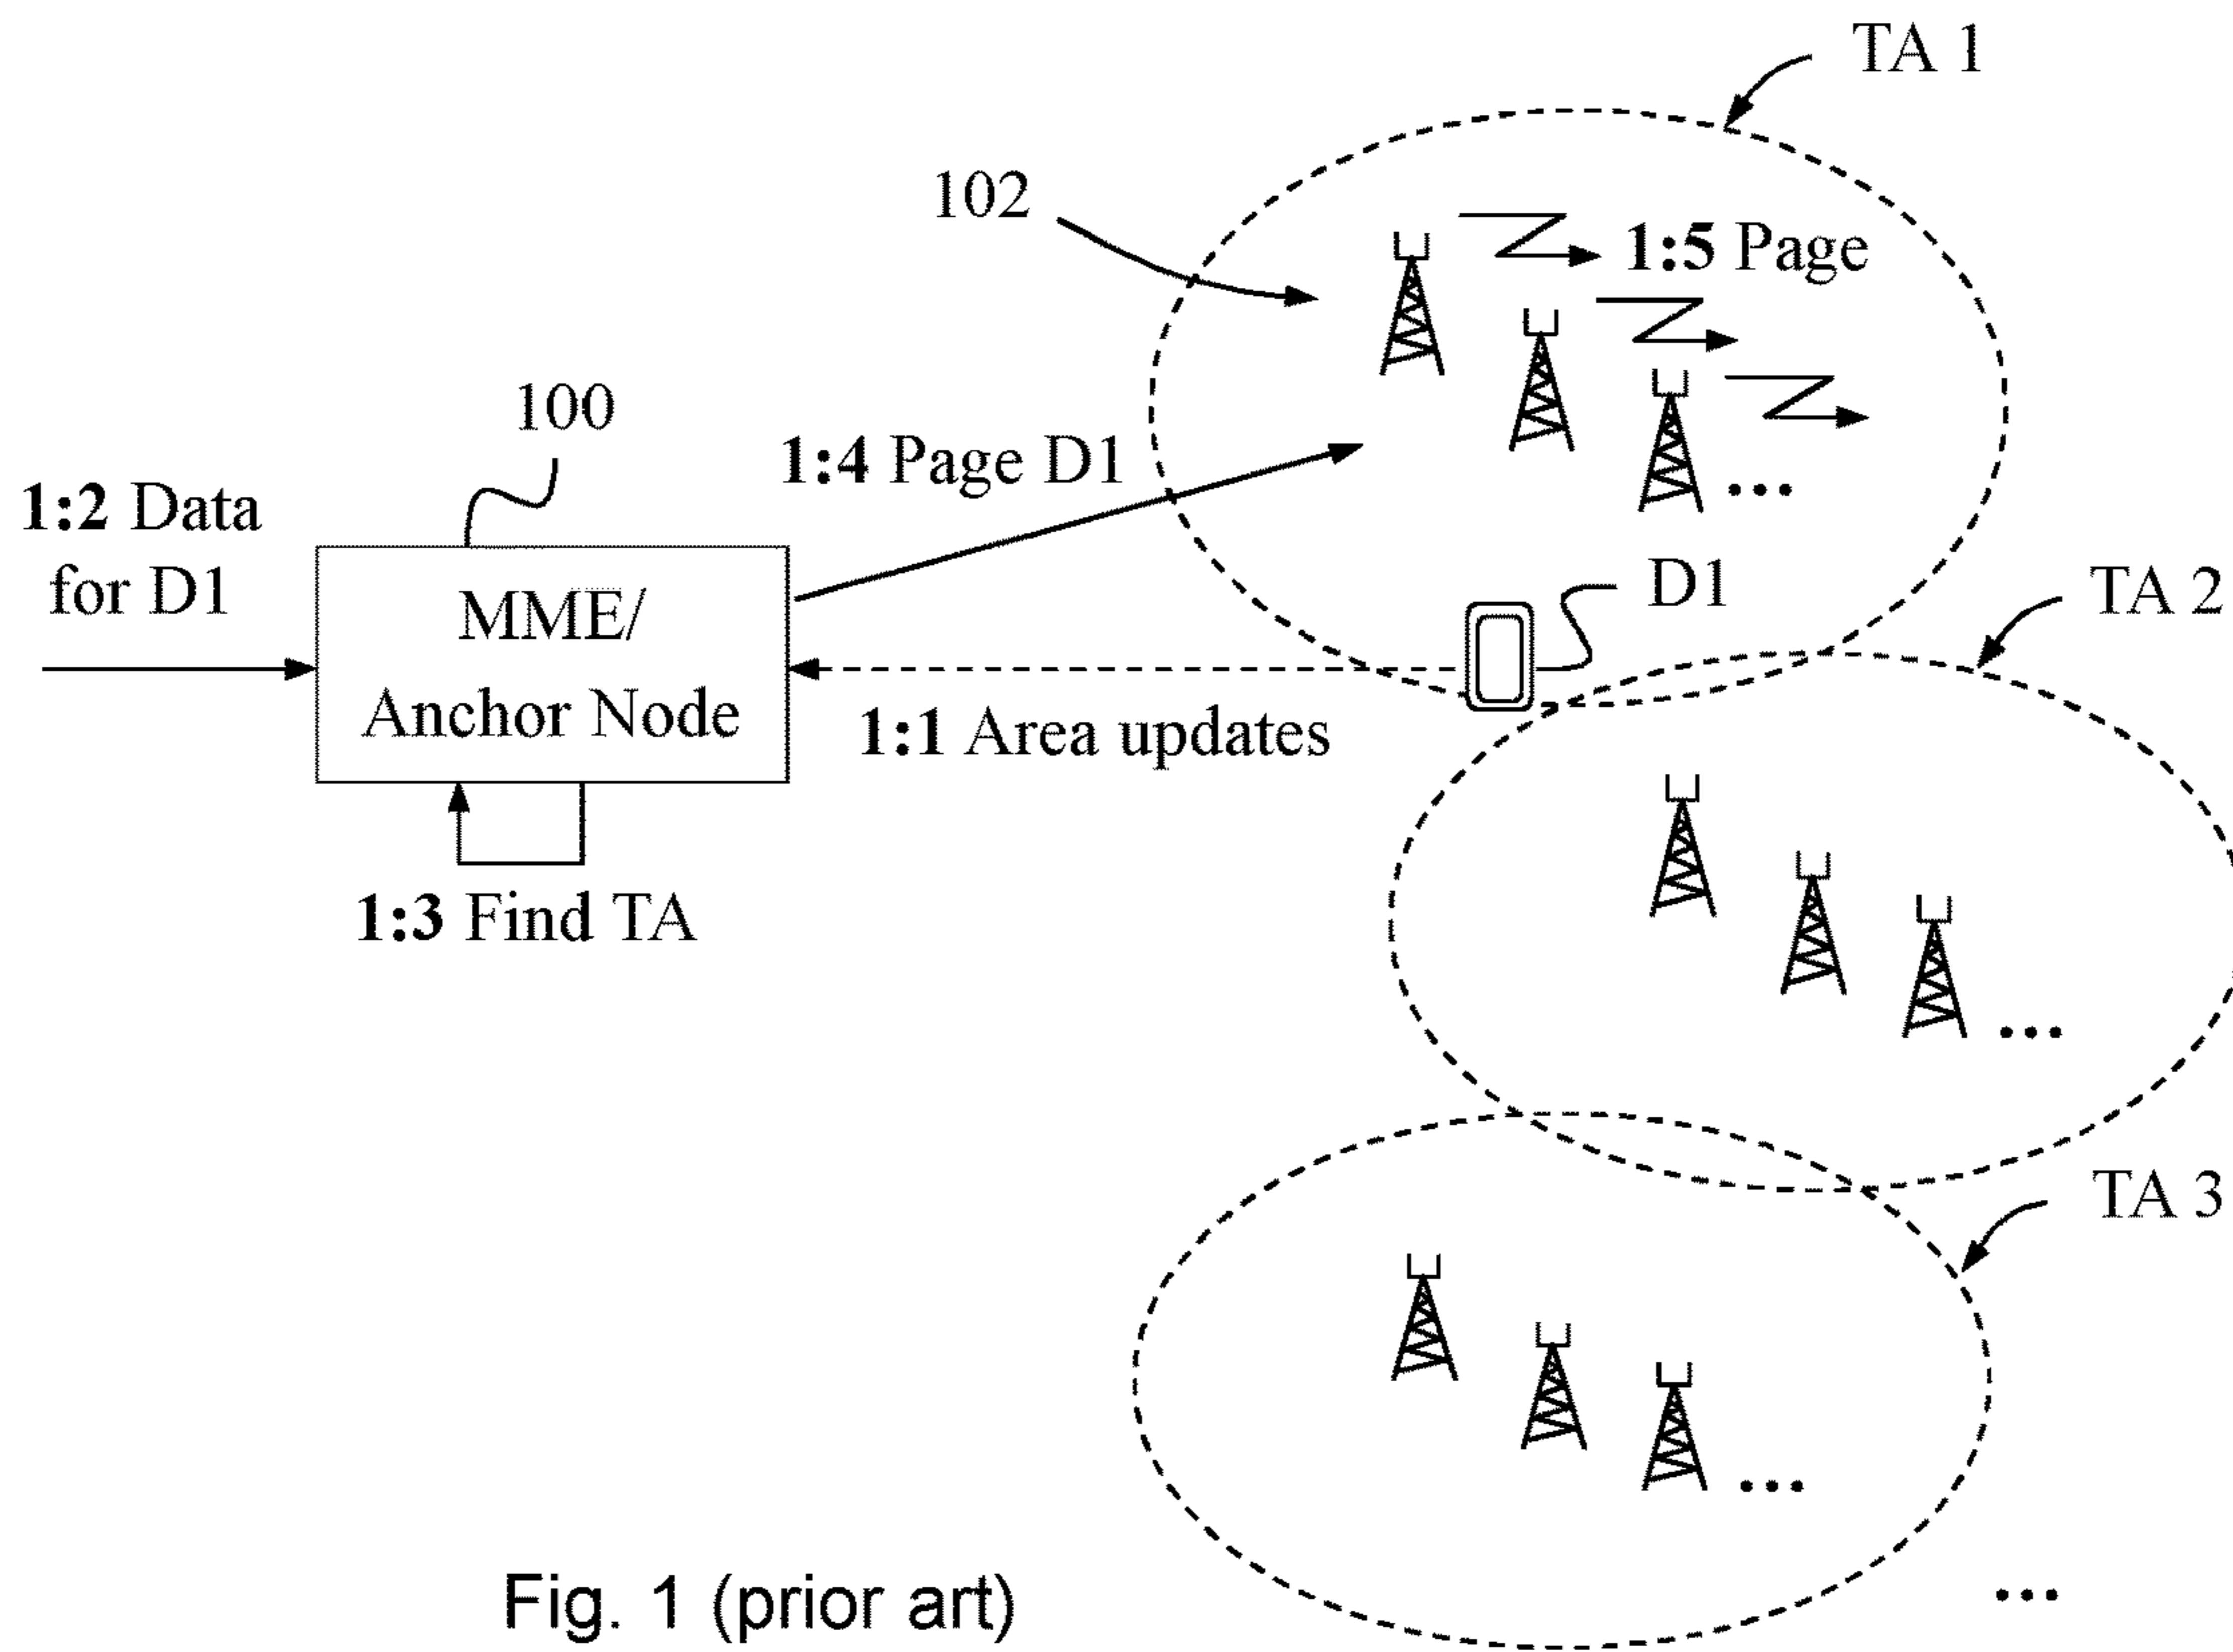 TA 1
102
1:5 Page
100
1:4 Page D1
1:2 Data
for D1
MME/
Anchor Node
D1
TA 2
1:1 Area updates
1:3 Find TA
TA 3
Fig. 1 (prior art)